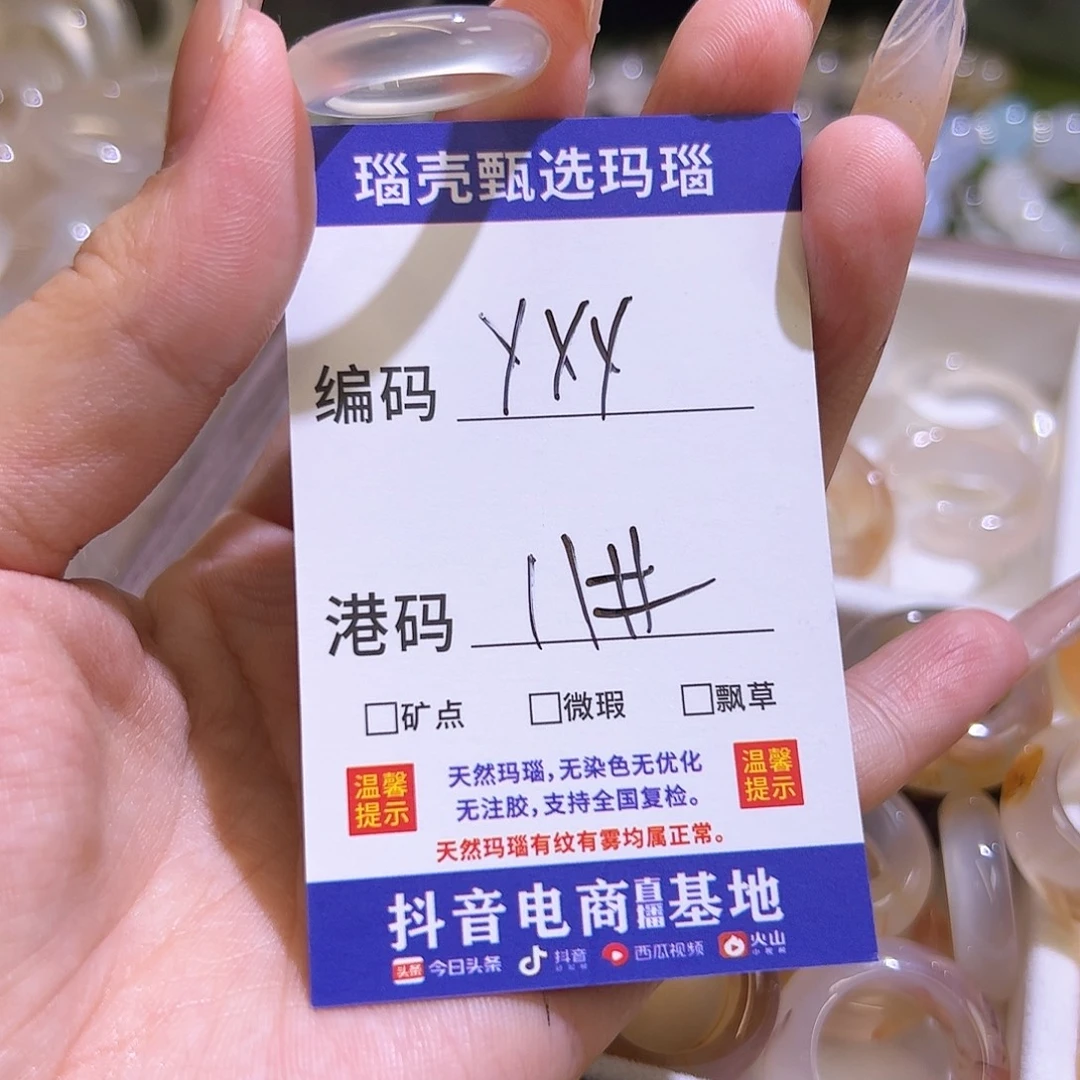 瑙壳甄选玛瑙
编码 YXY
港码 11#
□矿点 □微瑕 □飘草
温馨提示
天然玛瑙,无染色无优化
无注胶,支持全国复检。
温馨提示
天然玛瑙有纹有雾均属正常。
抖音电商直播基地
头条 今日头条 抖音 西瓜视频 火山